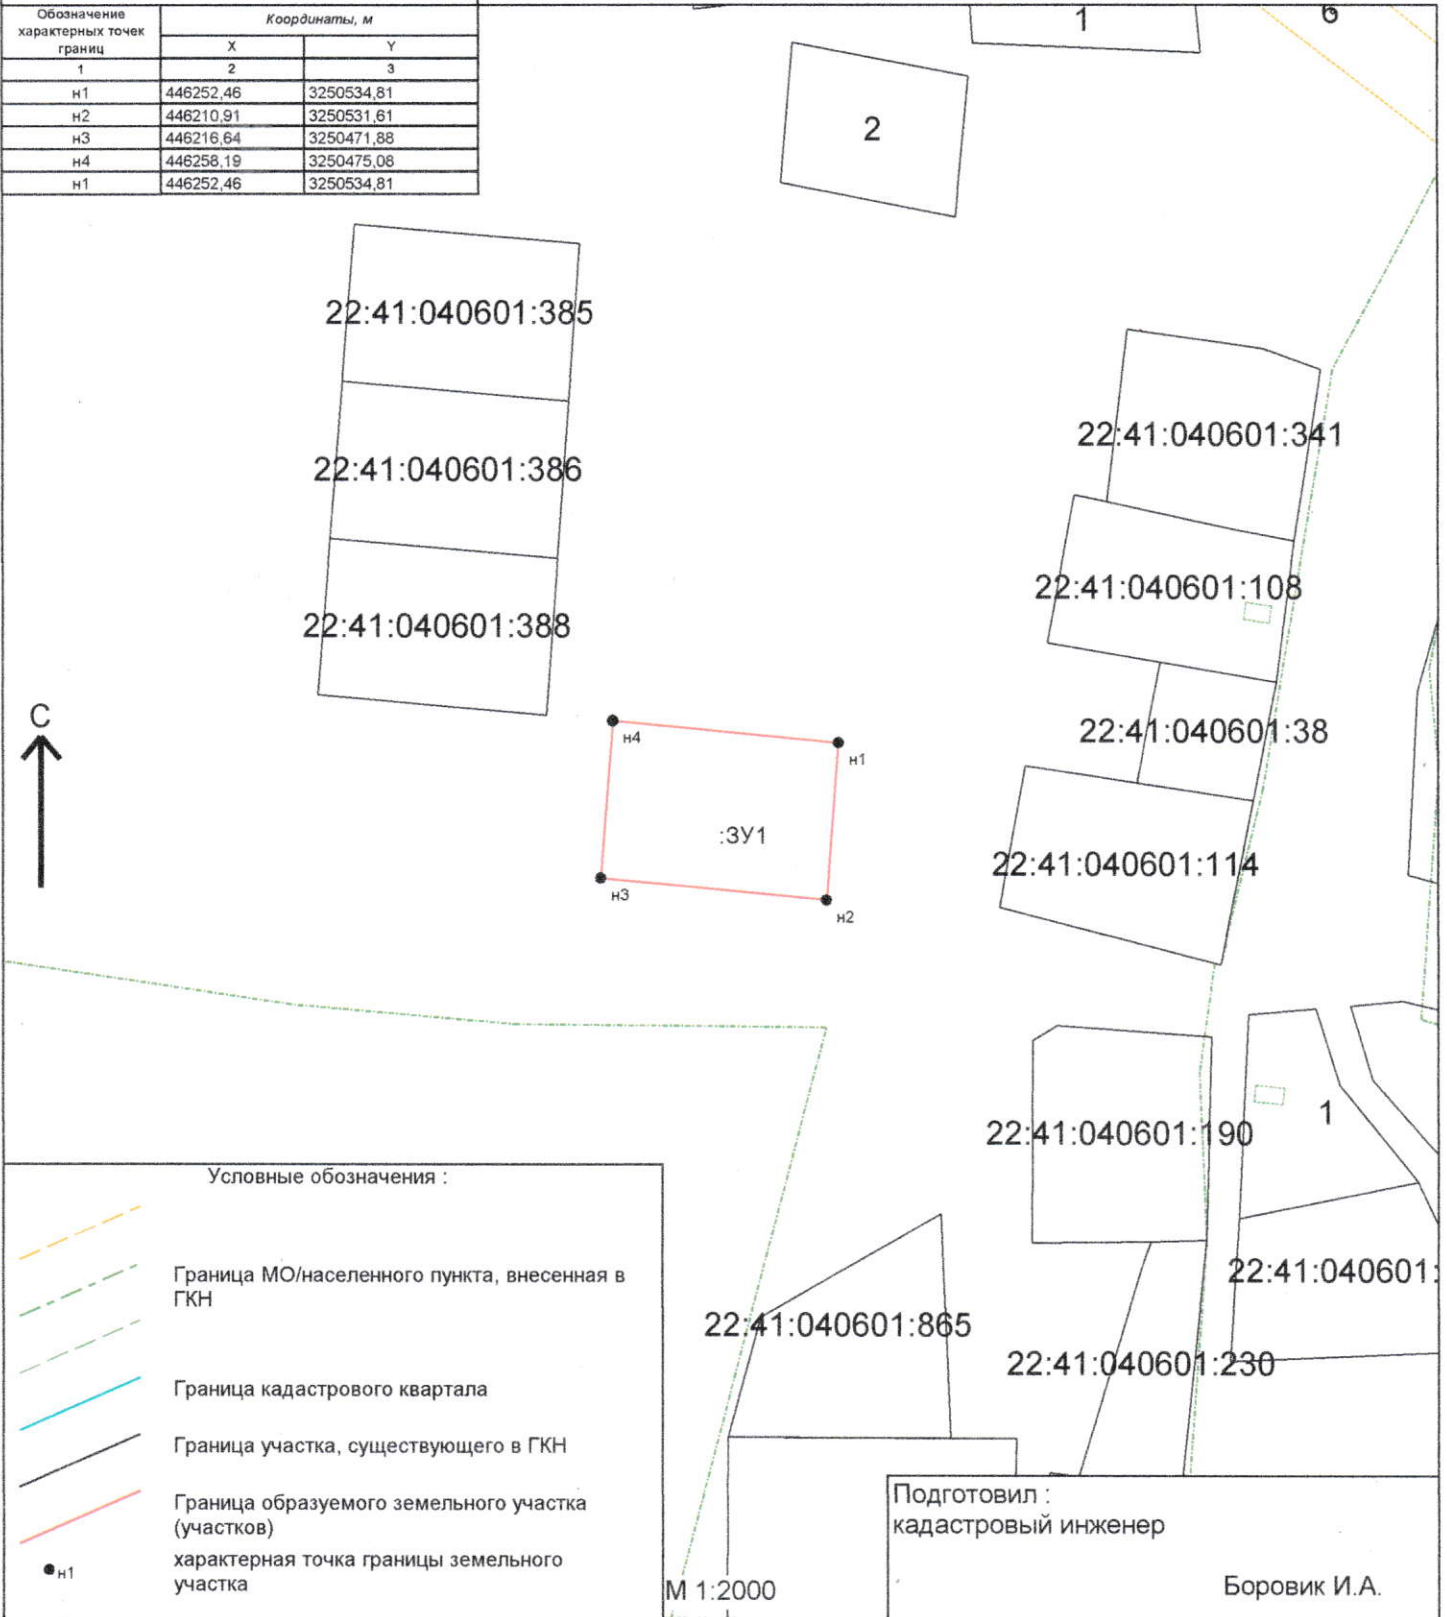 Обозначение характерных точек границ | Координаты, м
X | Y
1 | 2 | 3
н1 | 446252,46 | 3250534,81
н2 | 446210,91 | 3250531,61
н3 | 446216,64 | 3250471,88
н4 | 446258,19 | 3250475,08
н1 | 446252,46 | 3250534,81
1
6
2
22:41:040601:385
22:41:040601:341
22:41:040601:386
22:41:040601:108
22:41:040601:388
С
н4
22:41:040601:38
н1
:ЗУ1
22:41:040601:114
н3
н2
1
22:41:040601:190
22:41:040601:
22:41:040601:865
22:41:040601:230
Условные обозначения :
Граница МО/населенного пункта, внесенная в
ГКН
Граница кадастрового квартала
Граница участка, существующего в ГКН
Граница образуемого земельного участка
(участков)
н1
характерная точка границы земельного
участка
М 1:2000
Подготовил :
кадастровый инженер
Боровик И.А.